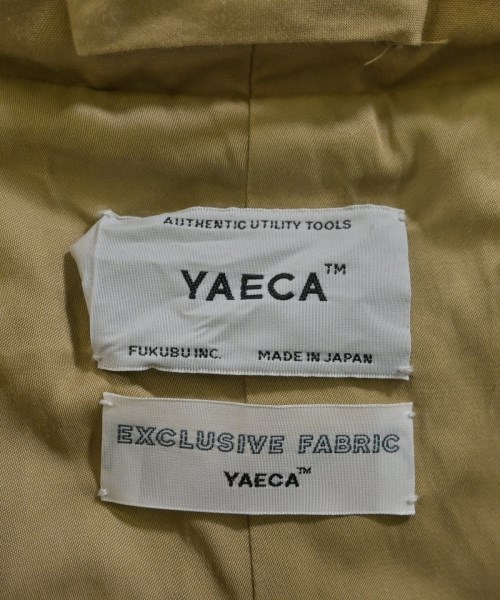 AUTHENTIC UTILITY TOOLS
YAECA™
FUKUBU INC. MADE IN JAPAN
EXCLUSIVE FABRIC
YAECA™